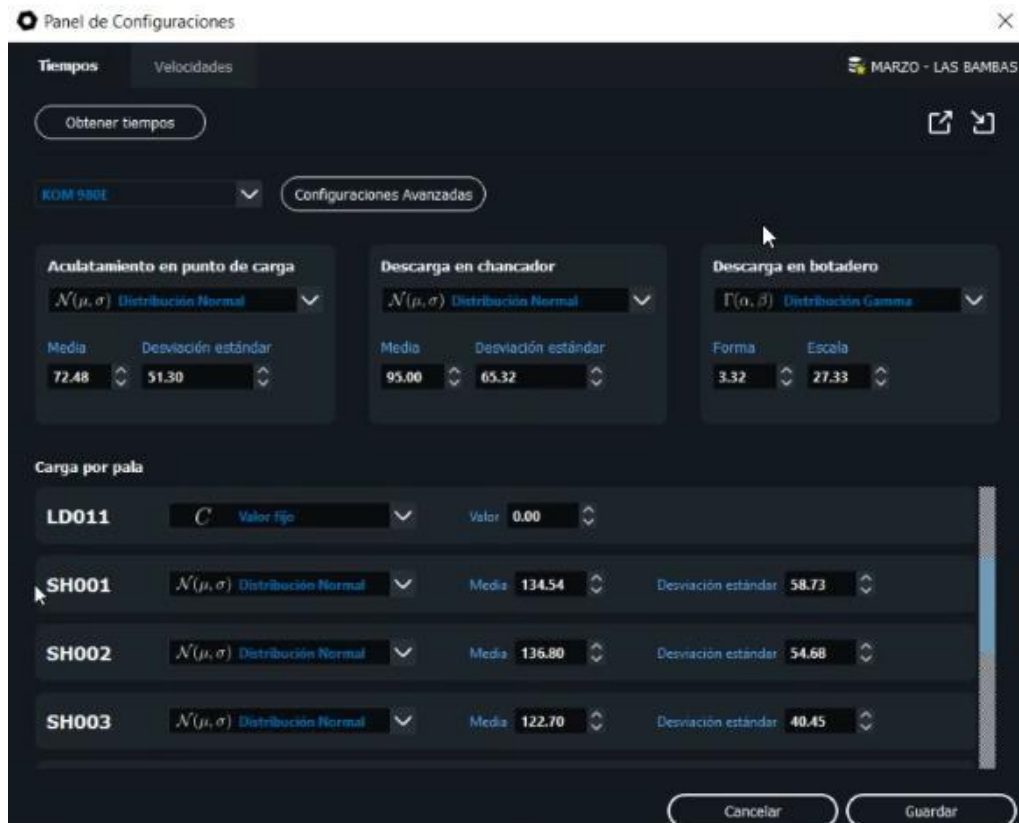 Panel de Configuraciones
Tiempos Velocidades MARZO - LAS BAMBAS
Obtener tiempos
KOM 980E Configuraciones Avanzadas
Aculatamiento en punto de carga Descarga en chancador Descarga en botadero
N(μ, σ) Distribución Normal N(μ, σ) Distribución Normal Γ(α, β) Distribución Gamma
Media Desviación estándar Media Desviación estándar Forma Escala
72.48 51.30 95.00 65.32 3.32 27.33
Carga por pala
LD011 C Valor fijo Valor 0.00
SH001 N(μ, σ) Distribución Normal Media 134.54 Desviación estándar 58.73
SH002 N(μ, σ) Distribución Normal Media 136.80 Desviación estándar 54.68
SH003 N(μ, σ) Distribución Normal Media 122.70 Desviación estándar 40.45
Cancelar Guardar